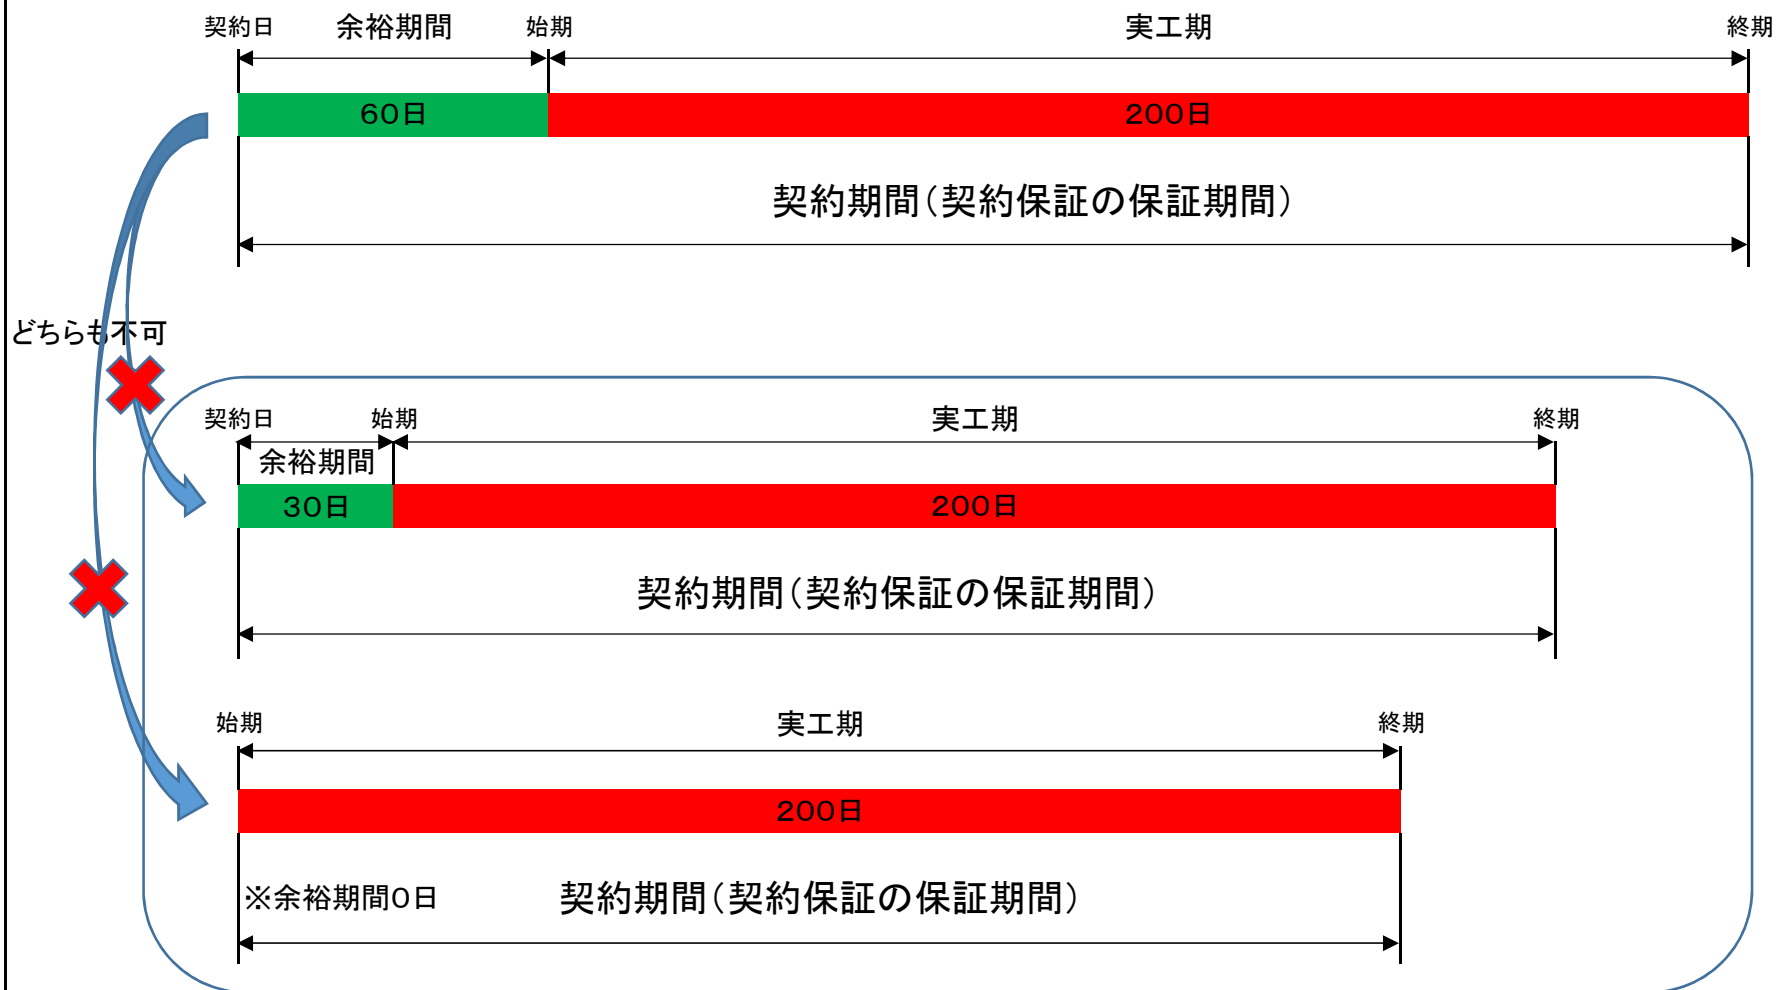 契約日 余裕期間 始期 実工期 終期
60日 200日
契約期間(契約保証の保証期間)
どちらも不可
契約日 始期 実工期 終期
余裕期間
30日 200日
契約期間(契約保証の保証期間)
始期 実工期 終期
200日
※余裕期間0日 契約期間(契約保証の保証期間)